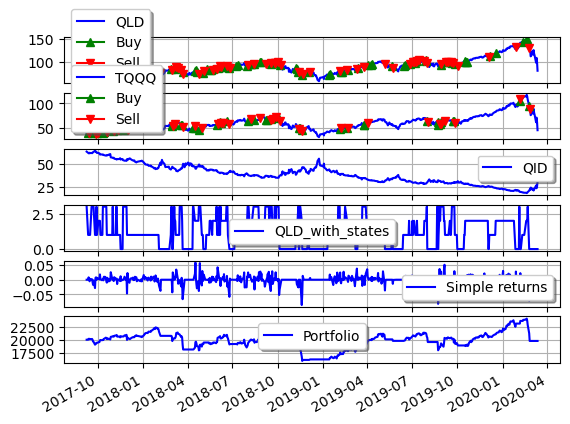 QLD
Buy
Sell
150
100
TQQQ
Buy
Sell
100
50
50
25
QID
2.5
0.0
QLD_with_states
0.05
0.00
−0.05
Simple returns
22500
20000
17500
Portfolio
2017-10
2018-01
2018-04
2018-07
2018-10
2019-01
2019-04
2019-07
2019-10
2020-01
2020-04